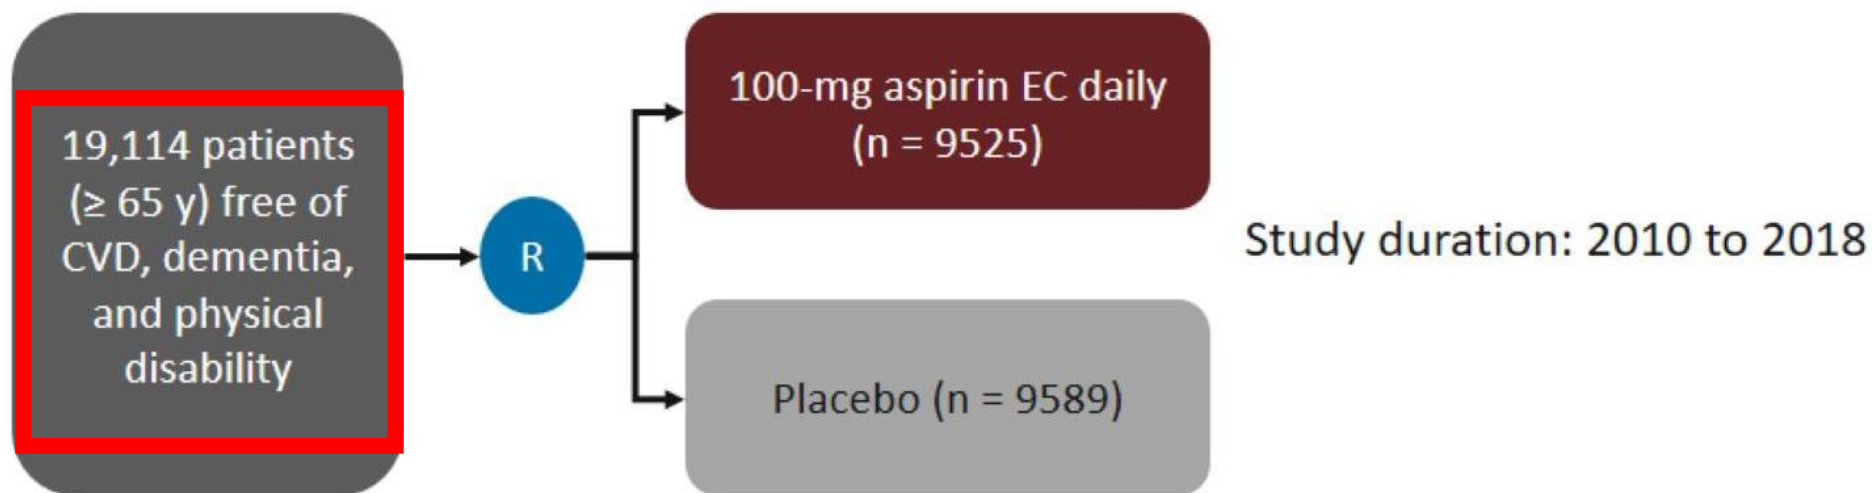 19,114 patients
(≥ 65 y) free of
CVD, dementia,
and physical
disability
R
100-mg aspirin EC daily
(n = 9525)
Placebo (n = 9589)
Study duration: 2010 to 2018